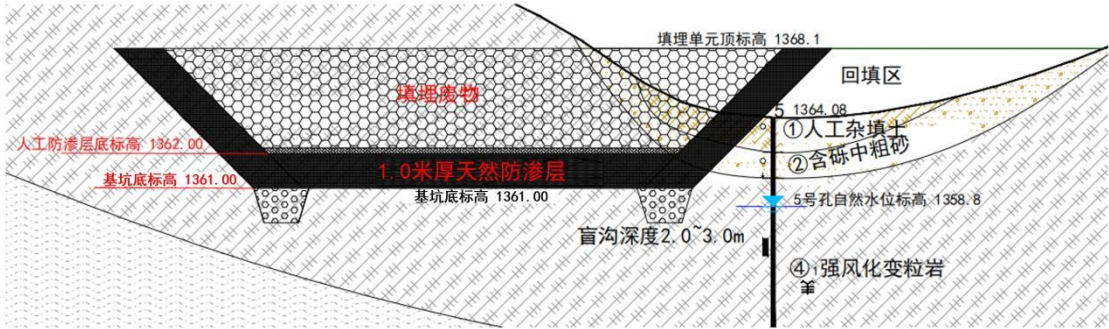 填埋单元顶标高 1368.1
回填区
填埋废物
5 1364.08
①人工杂填土
人工防渗层底标高 1362.00
②含砾中粗砂
1.0米厚天然防渗层
基坑底标高 1361.00
基坑底标高 1361.00
5号孔自然水位标高 1358.8
盲沟深度2.0~3.0m
④1强风化变粒岩